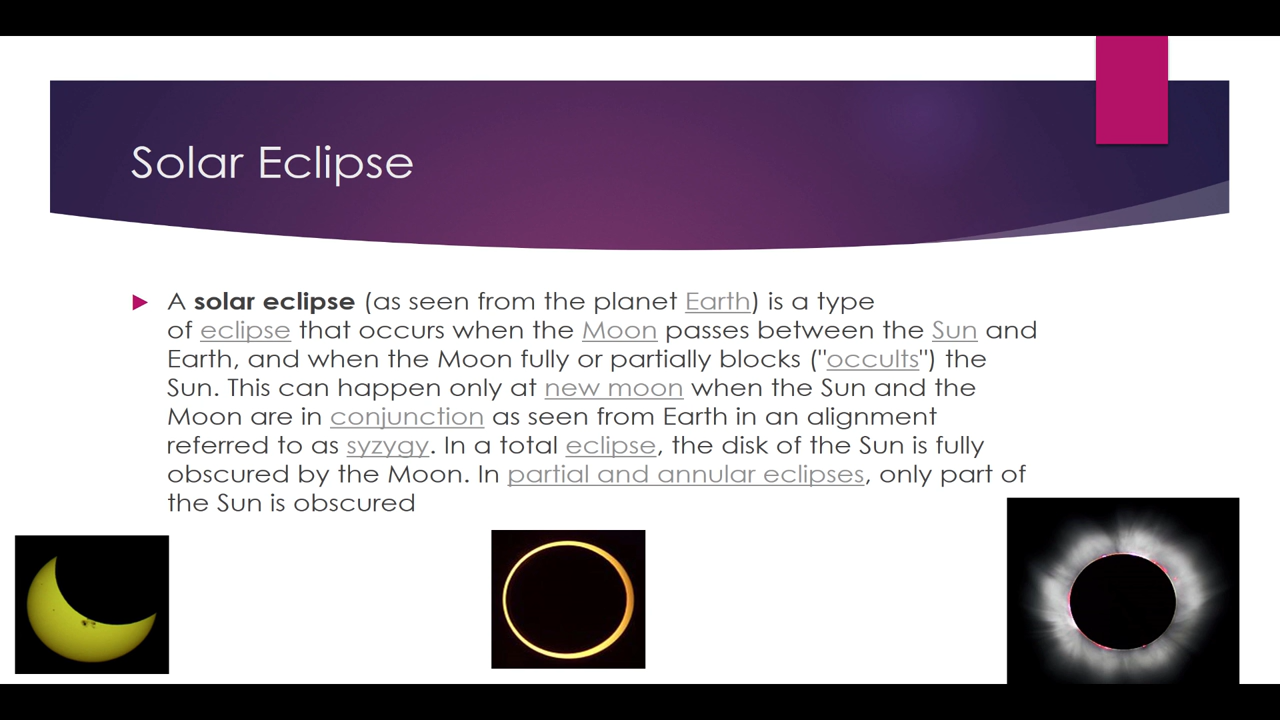 Solar Eclipse
A solar eclipse (as seen from the planet Earth) is a type
of eclipse that occurs when the Moon passes between the Sun and
Earth, and when the Moon fully or partially blocks ("occults") the
Sun. This can happen only at new moon when the Sun and the
Moon are in conjunction as seen from Earth in an alignment
referred to as syzygy. In a total eclipse, the disk of the Sun is fully
obscured by the Moon. In partial and annular eclipses, only part of
the Sun is obscured